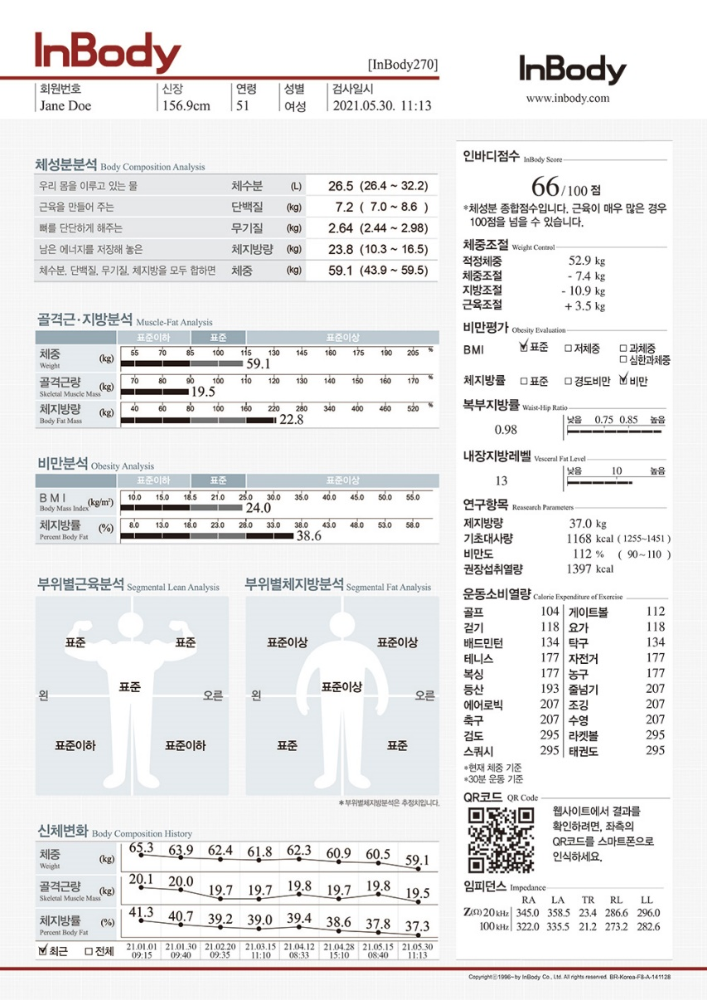 InBody
[InBody270]
InBody
www.inbody.com
회원번호 신장 연령 성별 검사일시
Jane Doe 156.9cm 51 여성 2021.05.30. 11:13
체성분분석 Body Composition Analysis
우리 몸을 이루고 있는 물 체수분 (L) 26.5 (26.4 ~ 32.2)
근육을 만들어 주는 단백질 (kg) 7.2 ( 7.0 ~ 8.6 )
뼈를 단단하게 해주는 무기질 (kg) 2.64 (2.44 ~ 2.98)
남은 에너지를 저장해 놓은 체지방량 (kg) 23.8 (10.3 ~ 16.5)
체수분, 단백질, 무기질, 체지방을 모두 합하면 체중 (kg) 59.1 (43.9 ~ 59.5)
골격근·지방분석 Muscle-Fat Analysis
표준이하 표준 표준이상
체중 (kg) 55 70 85 100 115 130 145 160 175 190 205 %
Weight 59.1
골격근량 (kg) 70 80 90 100 110 120 130 140 150 160 170 %
Skeletal Muscle Mass 19.5
체지방량 (kg) 40 60 80 100 160 220 280 340 400 460 520 %
Body Fat Mass 22.8
비만분석 Obesity Analysis
표준이하 표준 표준이상
BMI (kg/m²) 10.0 15.0 18.5 21.0 25.0 30.0 35.0 40.0 45.0 50.0 55.0
Body Mass Index 24.0
체지방률 (%) 8.0 13.0 18.0 23.0 28.0 33.0 38.0 43.0 48.0 53.0 58.0
Percent Body Fat 38.6
부위별근육분석 Segmental Lean Analysis
표준 표준
표준
왼 오른
표준이하 표준이하
부위별체지방분석 Segmental Fat Analysis
표준이상 표준이상
표준이상
왼 오른
표준 표준
*부위별체지방분석은 추정치입니다.
신체변화 Body Composition History
체중 (kg) 65.3 63.9 62.4 61.8 62.3 60.9 60.5 59.1
Weight
골격근량 (kg) 20.1 20.0 19.7 19.7 19.8 19.7 19.8 19.5
Skeletal Muscle Mass
체지방률 (%) 41.3 40.7 39.2 39.0 39.4 38.6 37.8 37.3
Percent Body Fat
최근 전체 21.01.01 21.01.30 21.02.20 21.03.15 21.04.12 21.04.28 21.05.15 21.05.30
09:15 09:40 09:35 11:10 08:33 15:10 08:40 11:13
인바디점수 InBody Score
66/100 점
*체성분 종합점수입니다. 근육이 매우 많은 경우
100점을 넘을 수 있습니다.
체중조절 Weight Control
적정체중 52.9 kg
체중조절 - 7.4 kg
지방조절 - 10.9 kg
근육조절 + 3.5 kg
비만평가 Obesity Evaluation
BMI 표준 저체중 과체중
심한과체중
체지방률 표준 경도비만 비만
복부지방률 Waist-Hip Ratio
0.98 낮음 0.75 0.85 높음
내장지방레벨 Vesceral Fat Level
13 낮음 10 높음
연구항목 Reasearch Parameters
제지방량 37.0 kg
기초대사량 1168 kcal ( 1255~1451 )
비만도 112 % ( 90~110 )
권장섭취열량 1397 kcal
운동소비열량 Calorie Expenditure of Exercise
골프 104 게이트볼 112
걷기 118 요가 118
배드민턴 134 탁구 134
테니스 177 자전거 177
복싱 177 농구 177
등산 193 줄넘기 207
에어로빅 207 조깅 207
축구 207 수영 207
검도 295 라켓볼 295
스쿼시 295 태권도 295
*현재 체중 기준
*30분 운동 기준
QR코드 QR Code
웹사이트에서 결과를
확인하려면, 좌측의
QR코드를 스마트폰으로
인식하세요.
임피던스 Impedance
RA LA TR RL LL
Z(Ω) 20 kHz 345.0 358.5 23.4 286.6 296.0
100 kHz 322.0 335.5 21.2 273.2 282.6
Copyright©1996~ by InBody Co., Ltd. All rights reserved. BR-Korea-F8-A-141128